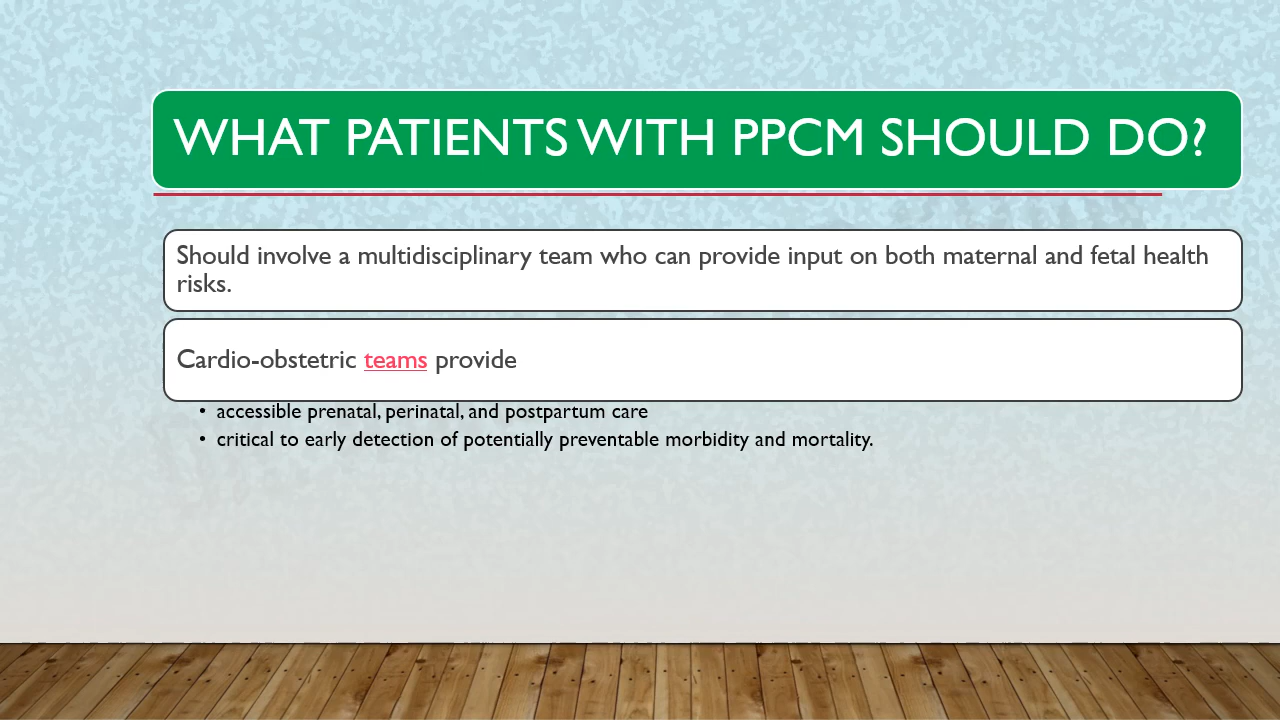 WHAT PATIENTS WITH PPCM SHOULD DO?
Should involve a multidisciplinary team who can provide input on both maternal and fetal health
risks.
Cardio-obstetric teams provide
• accessible prenatal, perinatal, and postpartum care
• critical to early detection of potentially preventable morbidity and mortality.